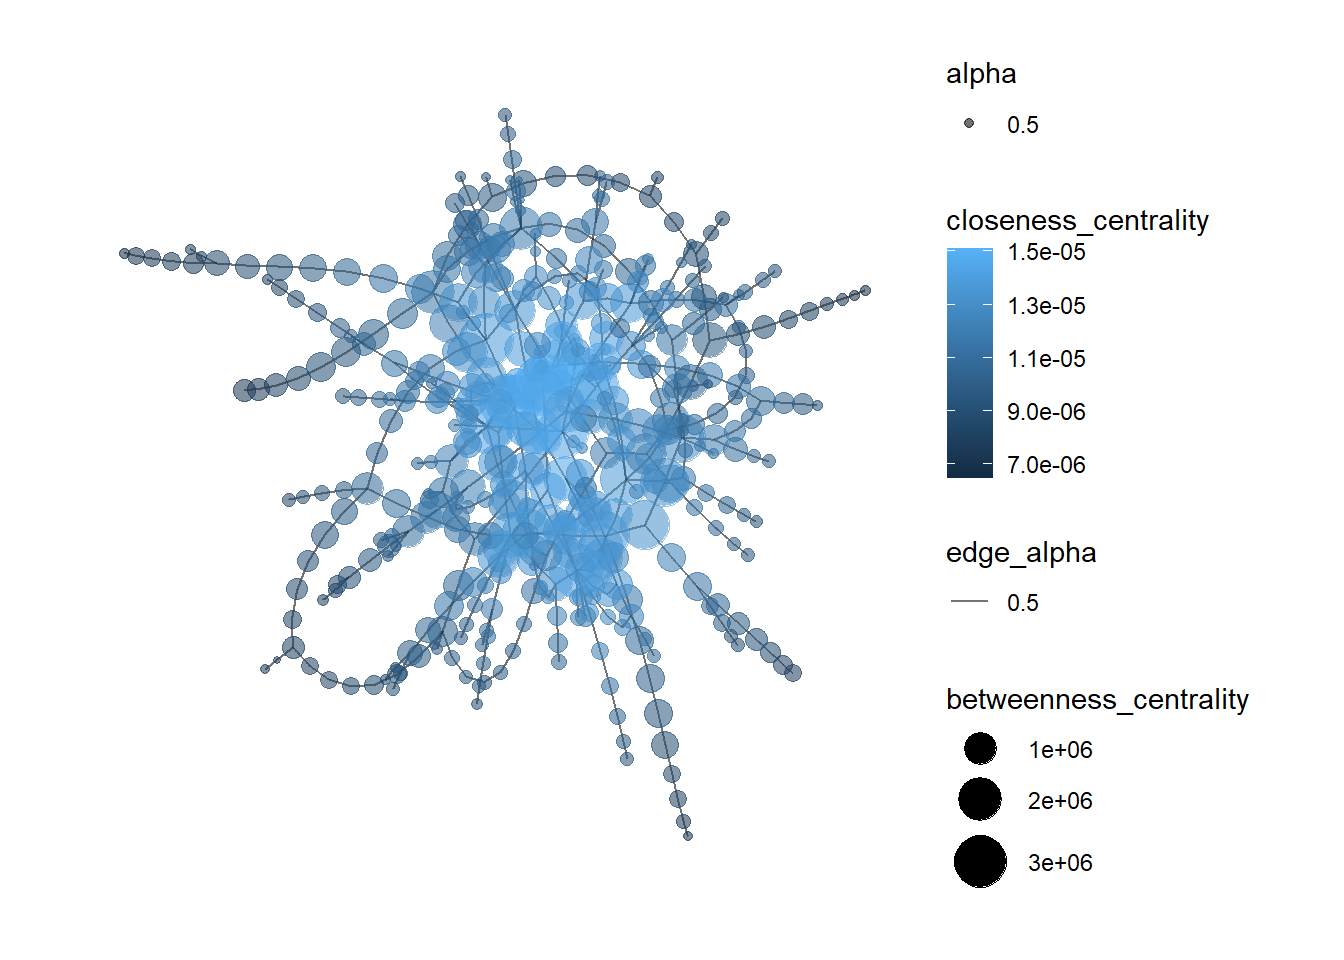 alpha
0.5
closeness_centrality
1.5e-05
1.3e-05
1.1e-05
9.0e-06
7.0e-06
edge_alpha
0.5
betweenness_centrality
1e+06
2e+06
3e+06